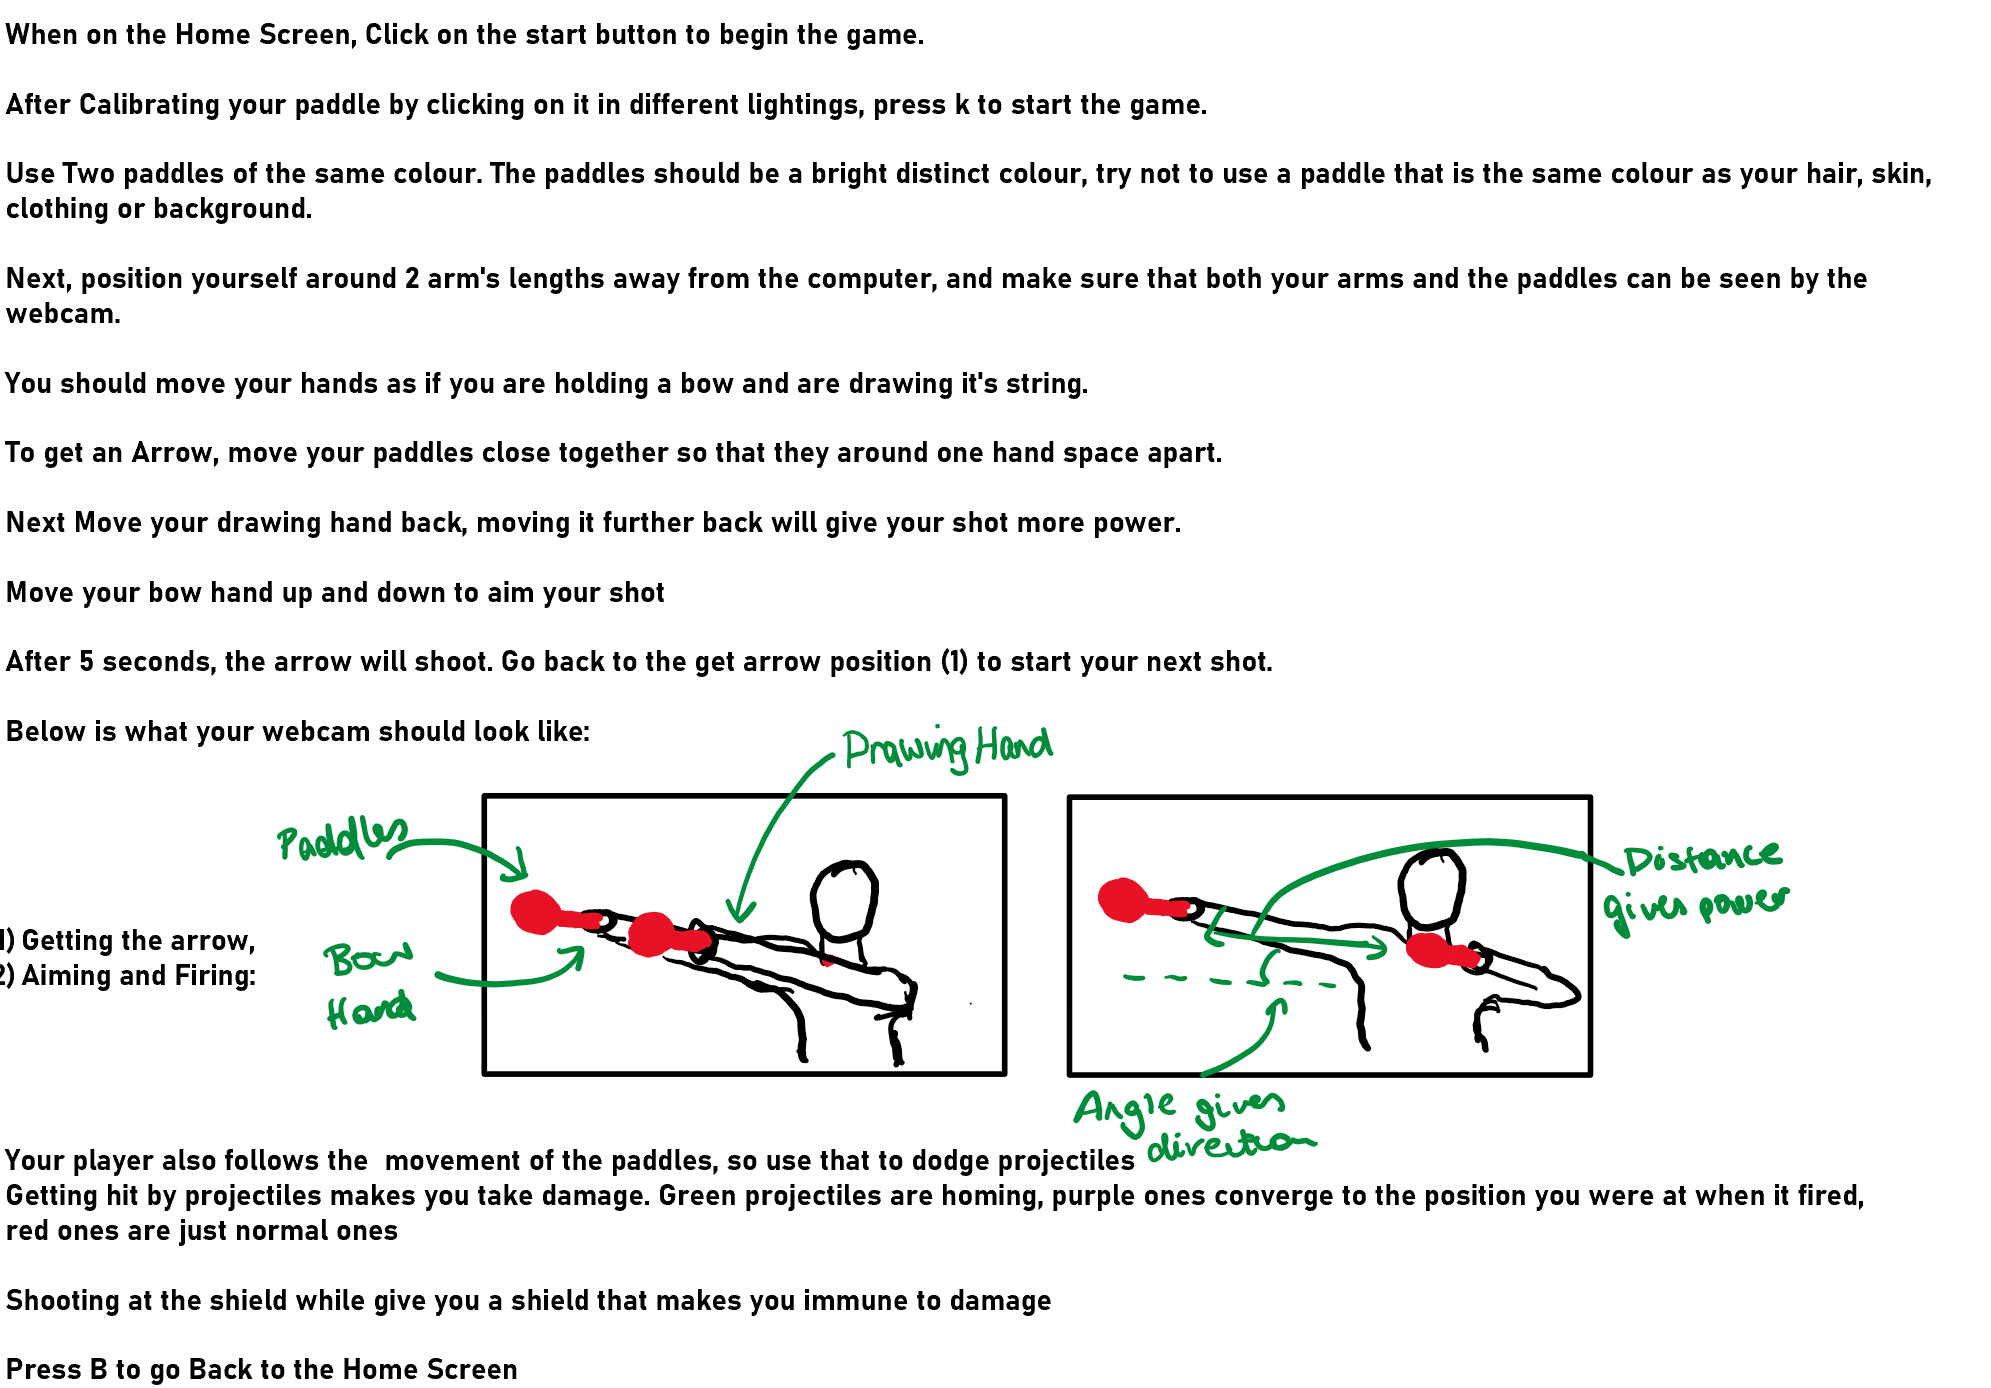 When on the Home Screen, Click on the start button to begin the game.
After Calibrating your paddle by clicking on it in different lightings, press k to start the game.
Use Two paddles of the same colour. The paddles should be a bright distinct colour, try not to use a paddle that is the same colour as your hair, skin,
clothing or background.
Next, position yourself around 2 arm's lengths away from the computer, and make sure that both your arms and the paddles can be seen by the
webcam.
You should move your hands as if you are holding a bow and are drawing it's string.
To get an Arrow, move your paddles close together so that they around one hand space apart.
Next Move your drawing hand back, moving it further back will give your shot more power.
Move your bow hand up and down to aim your shot
After 5 seconds, the arrow will shoot. Go back to the get arrow position (1) to start your next shot.
Below is what your webcam should look like:
Drawing Hand
Paddles
Distance
gives power
1) Getting the arrow,
2) Aiming and Firing:
Bow
Hand
Angle gives
direction
Your player also follows the  movement of the paddles, so use that to dodge projectiles
Getting hit by projectiles makes you take damage. Green projectiles are homing, purple ones converge to the position you were at when it fired,
red ones are just normal ones
Shooting at the shield while give you a shield that makes you immune to damage
Press B to go Back to the Home Screen